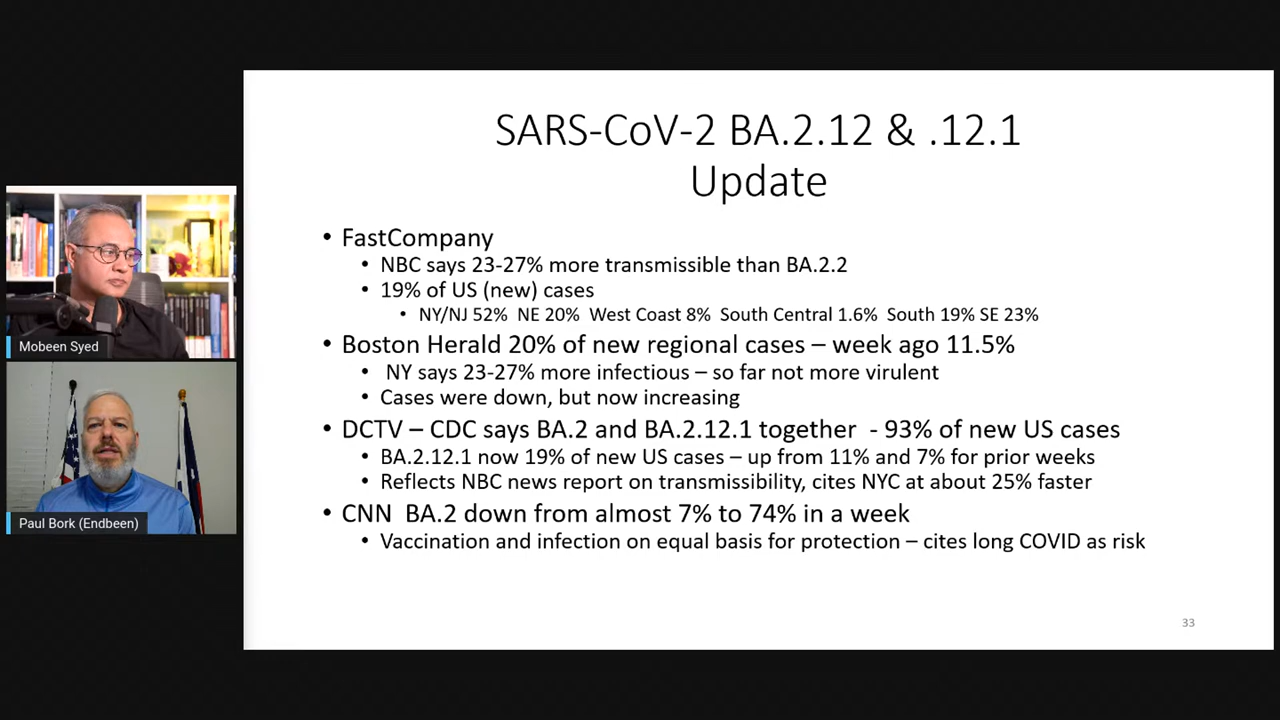 SARS-CoV-2 BA.2.12 & .12.1
Update
• FastCompany
• NBC says 23-27% more transmissible than BA.2.2
• 19% of US (new) cases
• NY/NJ 52% NE 20% West Coast 8% South Central 1.6% South 19% SE 23%
• Boston Herald 20% of new regional cases – week ago 11.5%
• NY says 23-27% more infectious – so far not more virulent
• Cases were down, but now increasing
• DCTV – CDC says BA.2 and BA.2.12.1 together - 93% of new US cases
• BA.2.12.1 now 19% of new US cases – up from 11% and 7% for prior weeks
• Reflects NBC news report on transmissibility, cites NYC at about 25% faster
• CNN BA.2 down from almost 7% to 74% in a week
• Vaccination and infection on equal basis for protection – cites long COVID as risk
33
Mobeen Syed
Paul Bork (Endbeen)